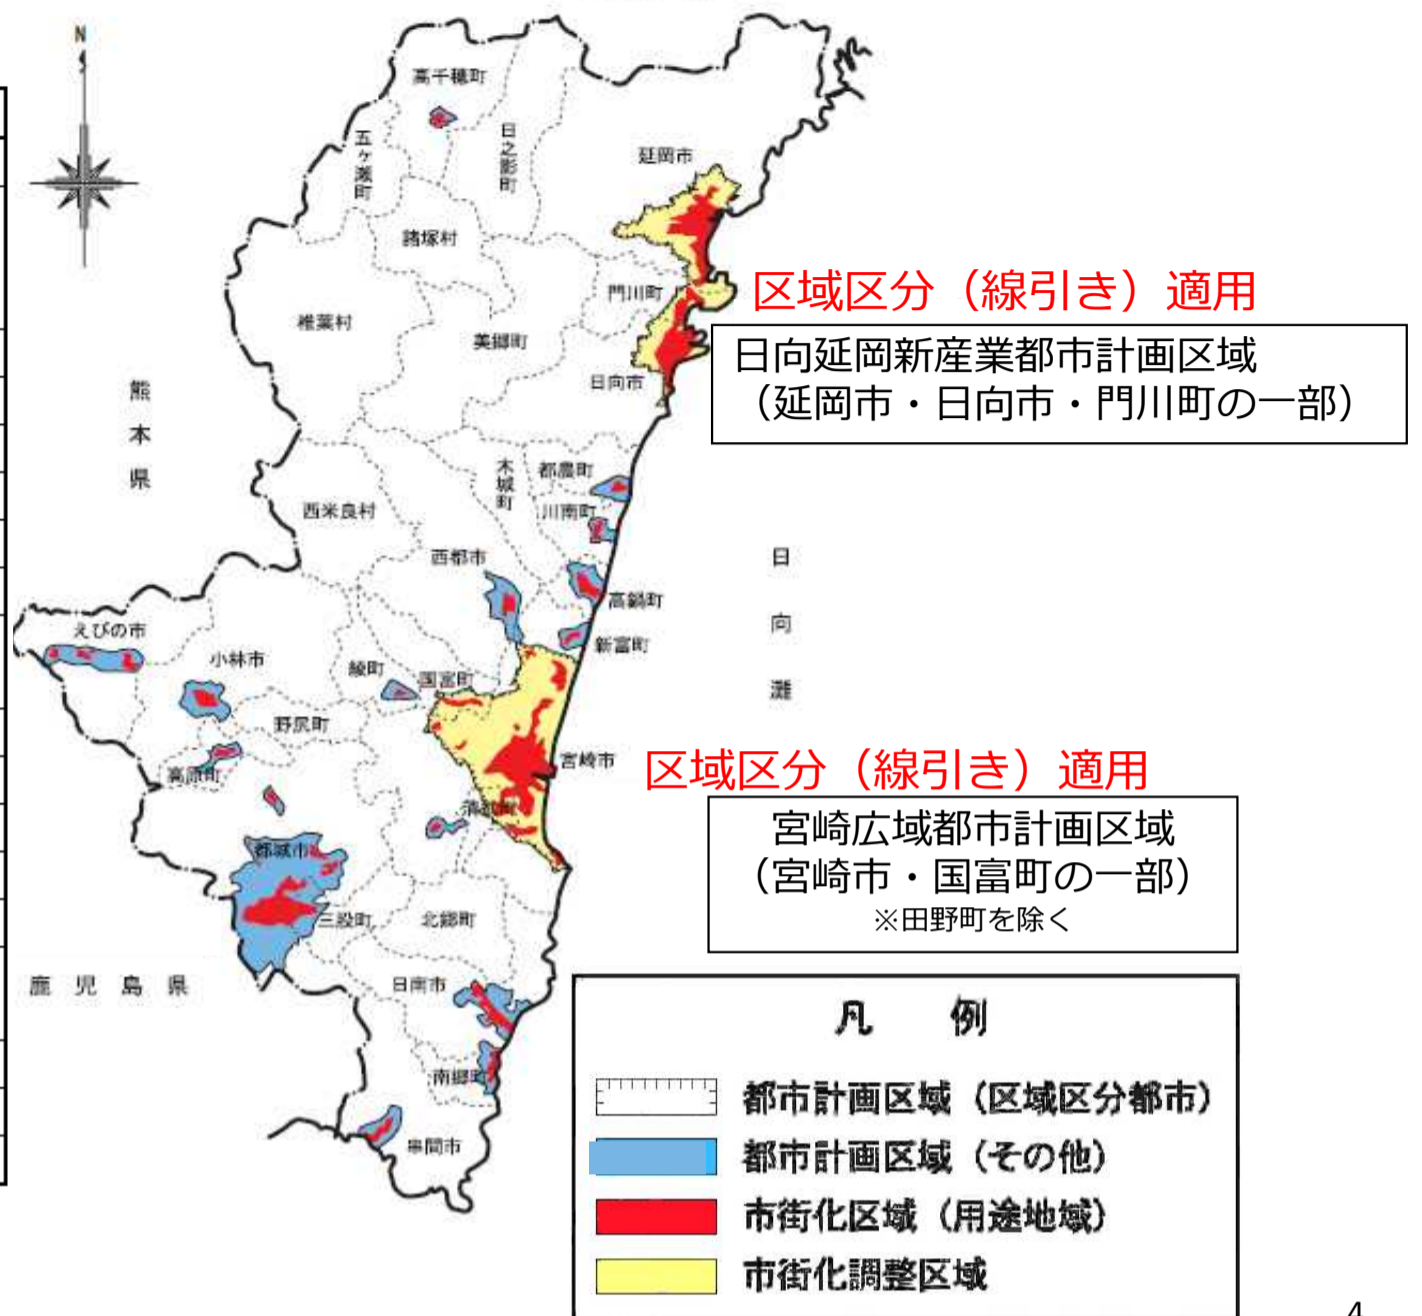 N
高千穂町
五ヶ瀬町
日之影町
延岡市
諸塚村
門川町
椎葉村
美郷町
日向市
区域区分（線引き）適用
日向延岡新産業都市計画区域
（延岡市・日向市・門川町の一部）
熊本県
木城町
都農町
川南町
西米良村
西都市
日向灘
高鍋町
新富町
えびの市
小林市
綾町
国富町
野尻町
高原町
宮崎市
清武町
区域区分（線引き）適用
宮崎広域都市計画区域
（宮崎市・国富町の一部）
※田野町を除く
都城市
三股町
北郷町
鹿児島県
日南市
南郷町
串間市
凡　例
都市計画区域（区域区分都市）
都市計画区域（その他）
市街化区域（用途地域）
市街化調整区域
4